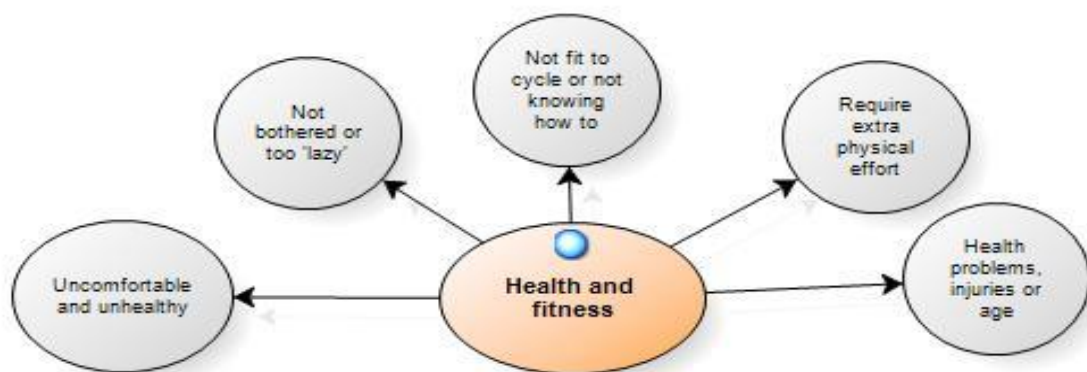 Not fit to
cycle or not
knowing
how to
Not
bothered or
too 'lazy'
Require
extra
physical
effort
Uncomfortable
and unhealthy
Health and
fitness
Health
problems,
injuries or
age